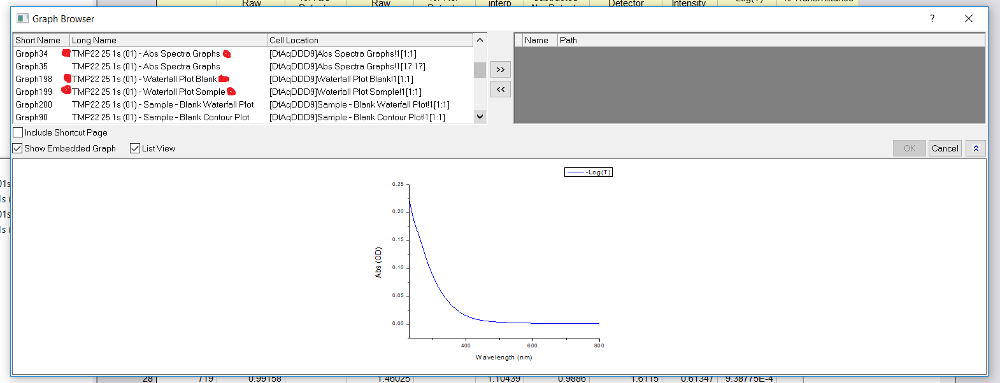 Raw
Raw
interp
Detector
Intensity
Graph Browser
?
Short Name Long Name Cell Location
Graph34 TMP22 25 1s (01) - Abs Spectra Graphs [DfAqDDD9]Abs Spectra Graphs!1[1:1]
Graph35 TMP22 25 1s (01) - Abs Spectra Graphs [DfAqDDD9]Abs Spectra Graphs!1[17:17]
Graph198 TMP22 25 1s (01) - Waterfall Plot Blank [DfAqDDD9]Waterfall Plot Blank!1[1:1]
Graph199 TMP22 25 1s (01) - Waterfall Plot Sample [DfAqDDD9]Waterfall Plot Sample!1[1:1]
Graph200 TMP22 25 1s (01) - Sample - Blank Waterfall Plot [DfAqDDD9]Sample - Blank Waterfall Plot!1[1:1]
Graph90 TMP22 25 1s (01) - Sample - Blank Contour Plot [DfAqDDD9]Sample - Blank Contour Plot!1[1:1]
>>
<<
Name Path
Include Shortcut Page
Show Embedded Graph List View
OK Cancel
-Log(T)
0.25
0.20
0.15
0.10
0.05
0.00
Abs (OD)
400 600 800
Wavelength (nm)
28 719 0.99158 1.46025 1.10439 0.9886 1.6115 0.61347 9.38775E-4